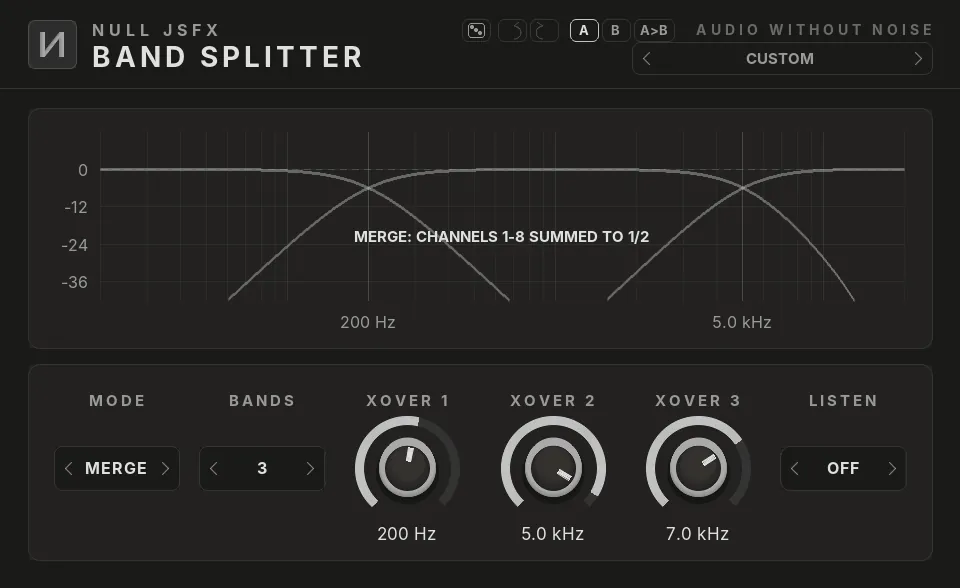 NULL JSFX
BAND SPLITTER
A B A>B
AUDIO WITHOUT NOISE
CUSTOM
0
-12
-24
-36
MERGE: CHANNELS 1-8 SUMMED TO 1/2
200 Hz 5.0 kHz
MODE BANDS XOVER 1 XOVER 2 XOVER 3 LISTEN
MERGE 3 OFF
200 Hz 5.0 kHz 7.0 kHz